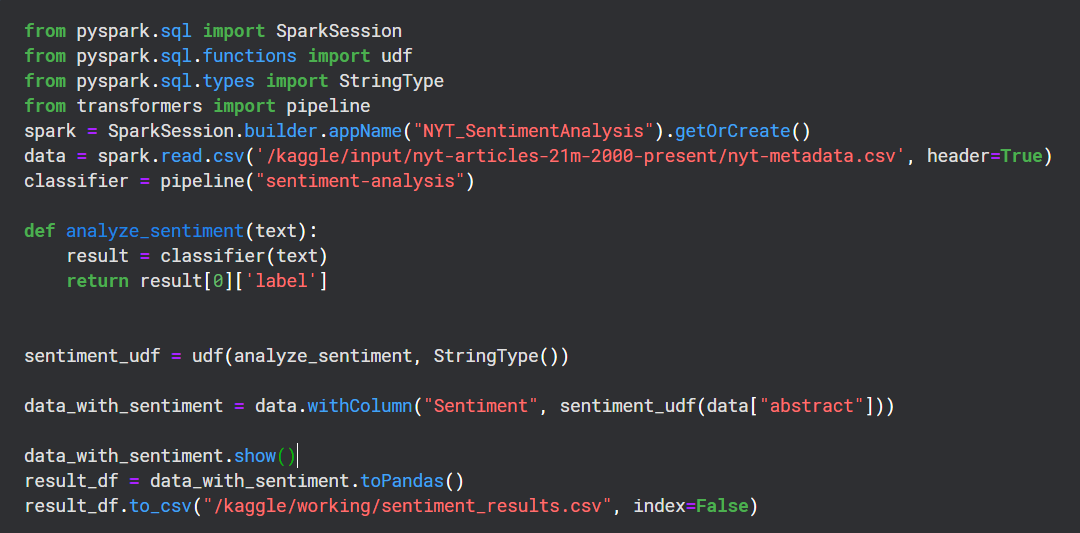 from pyspark.sql import SparkSession
from pyspark.sql.functions import udf
from pyspark.sql.types import StringType
from transformers import pipeline
spark = SparkSession.builder.appName("NYT_SentimentAnalysis").getOrCreate()
data = spark.read.csv('/kaggle/input/nyt-articles-21m-2000-present/nyt-metadata.csv', header=True)
classifier = pipeline("sentiment-analysis")
def analyze_sentiment(text):
    result = classifier(text)
    return result[0]['label']
sentiment_udf = udf(analyze_sentiment, StringType())
data_with_sentiment = data.withColumn("Sentiment", sentiment_udf(data["abstract"]))
data_with_sentiment.show()
result_df = data_with_sentiment.toPandas()
result_df.to_csv("/kaggle/working/sentiment_results.csv", index=False)